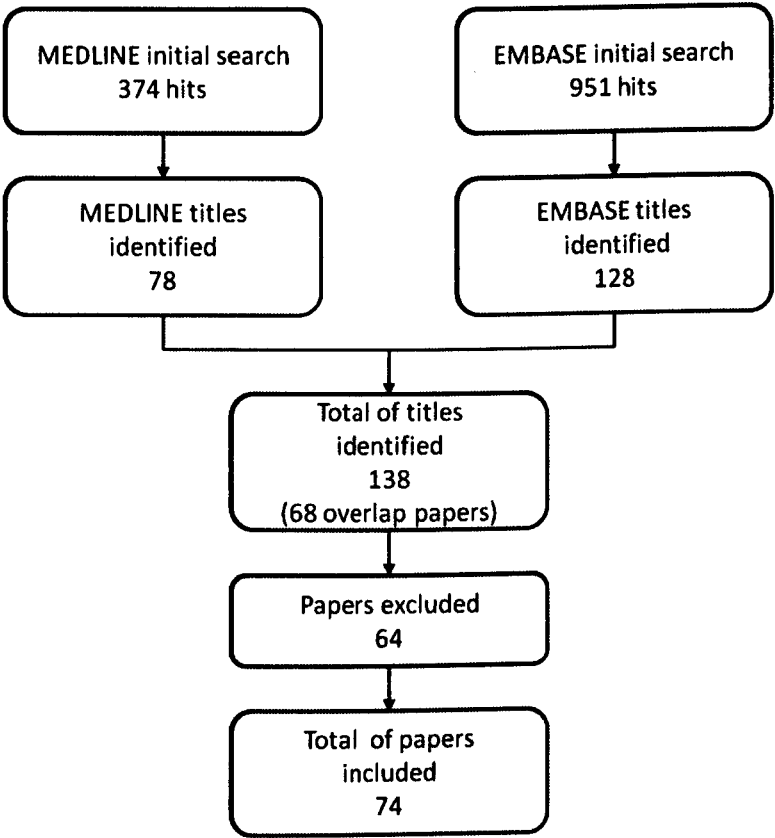 MEDLINE initial search
374 hits
EMBASE initial search
951 hits
MEDLINE titles
identified
78
EMBASE titles
identified
128
Total of titles
identified
138
(68 overlap papers)
Papers excluded
64
Total of papers
included
74